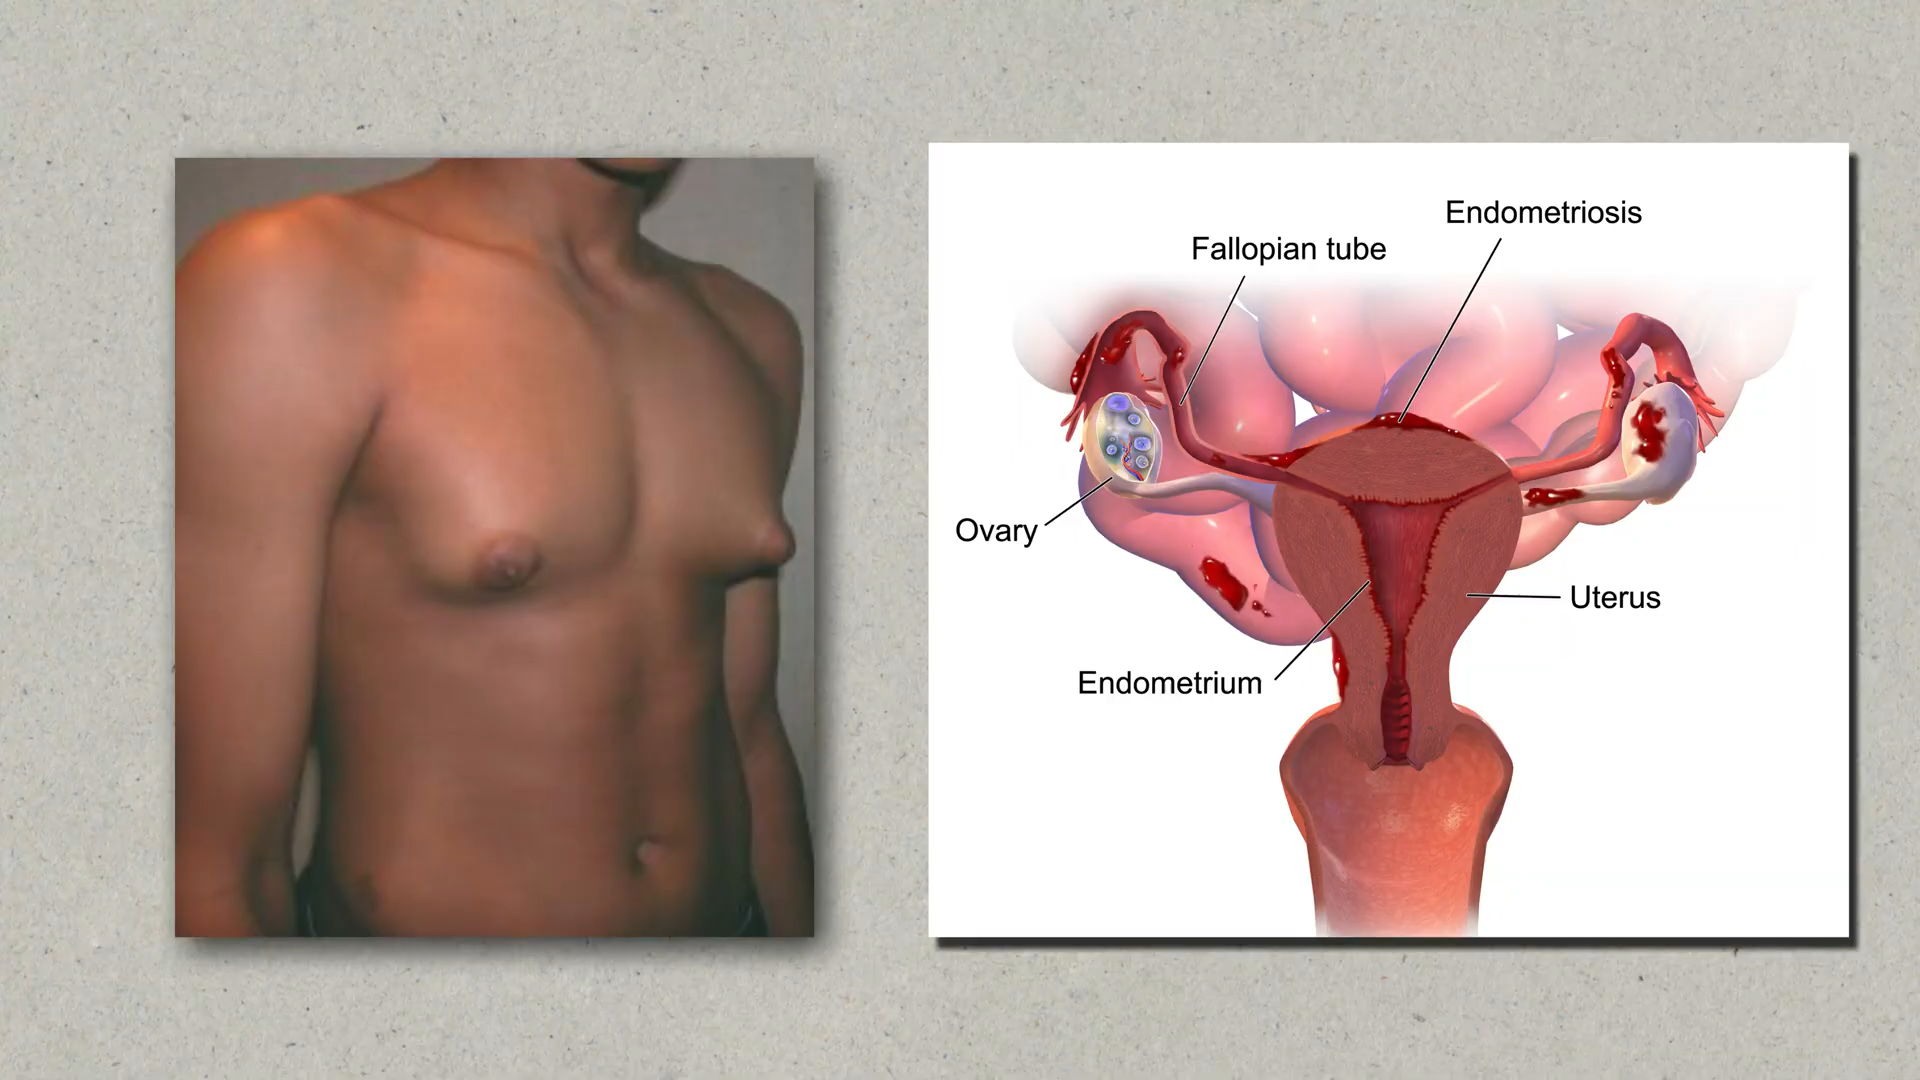 Endometriosis
Fallopian tube
Ovary
Uterus
Endometrium